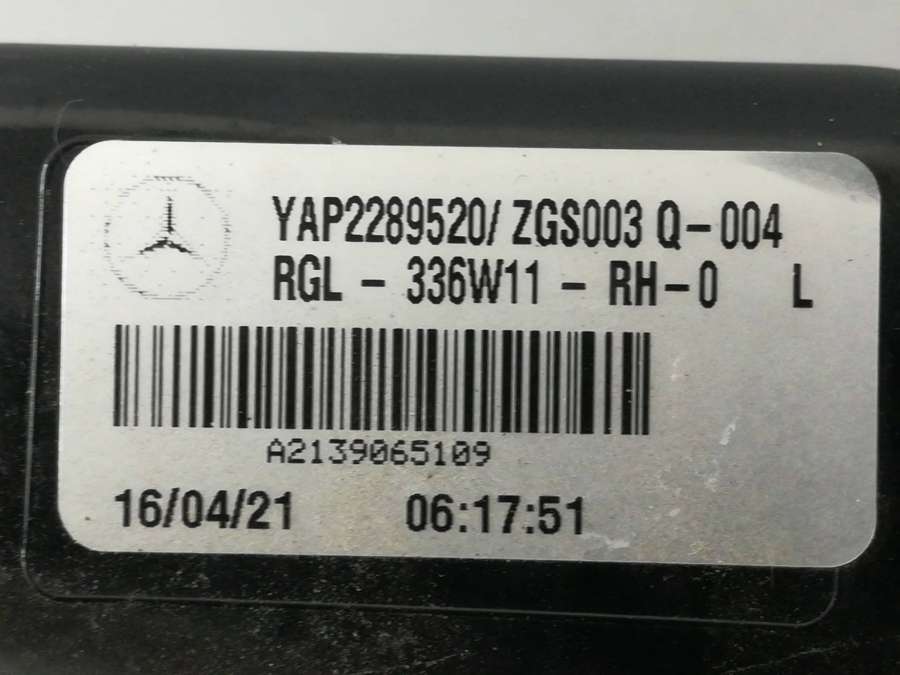 YAP2289520/ ZGS003 Q-004
RGL - 336W11 - RH-0 L
A2139065109
16/04/21 06:17:51